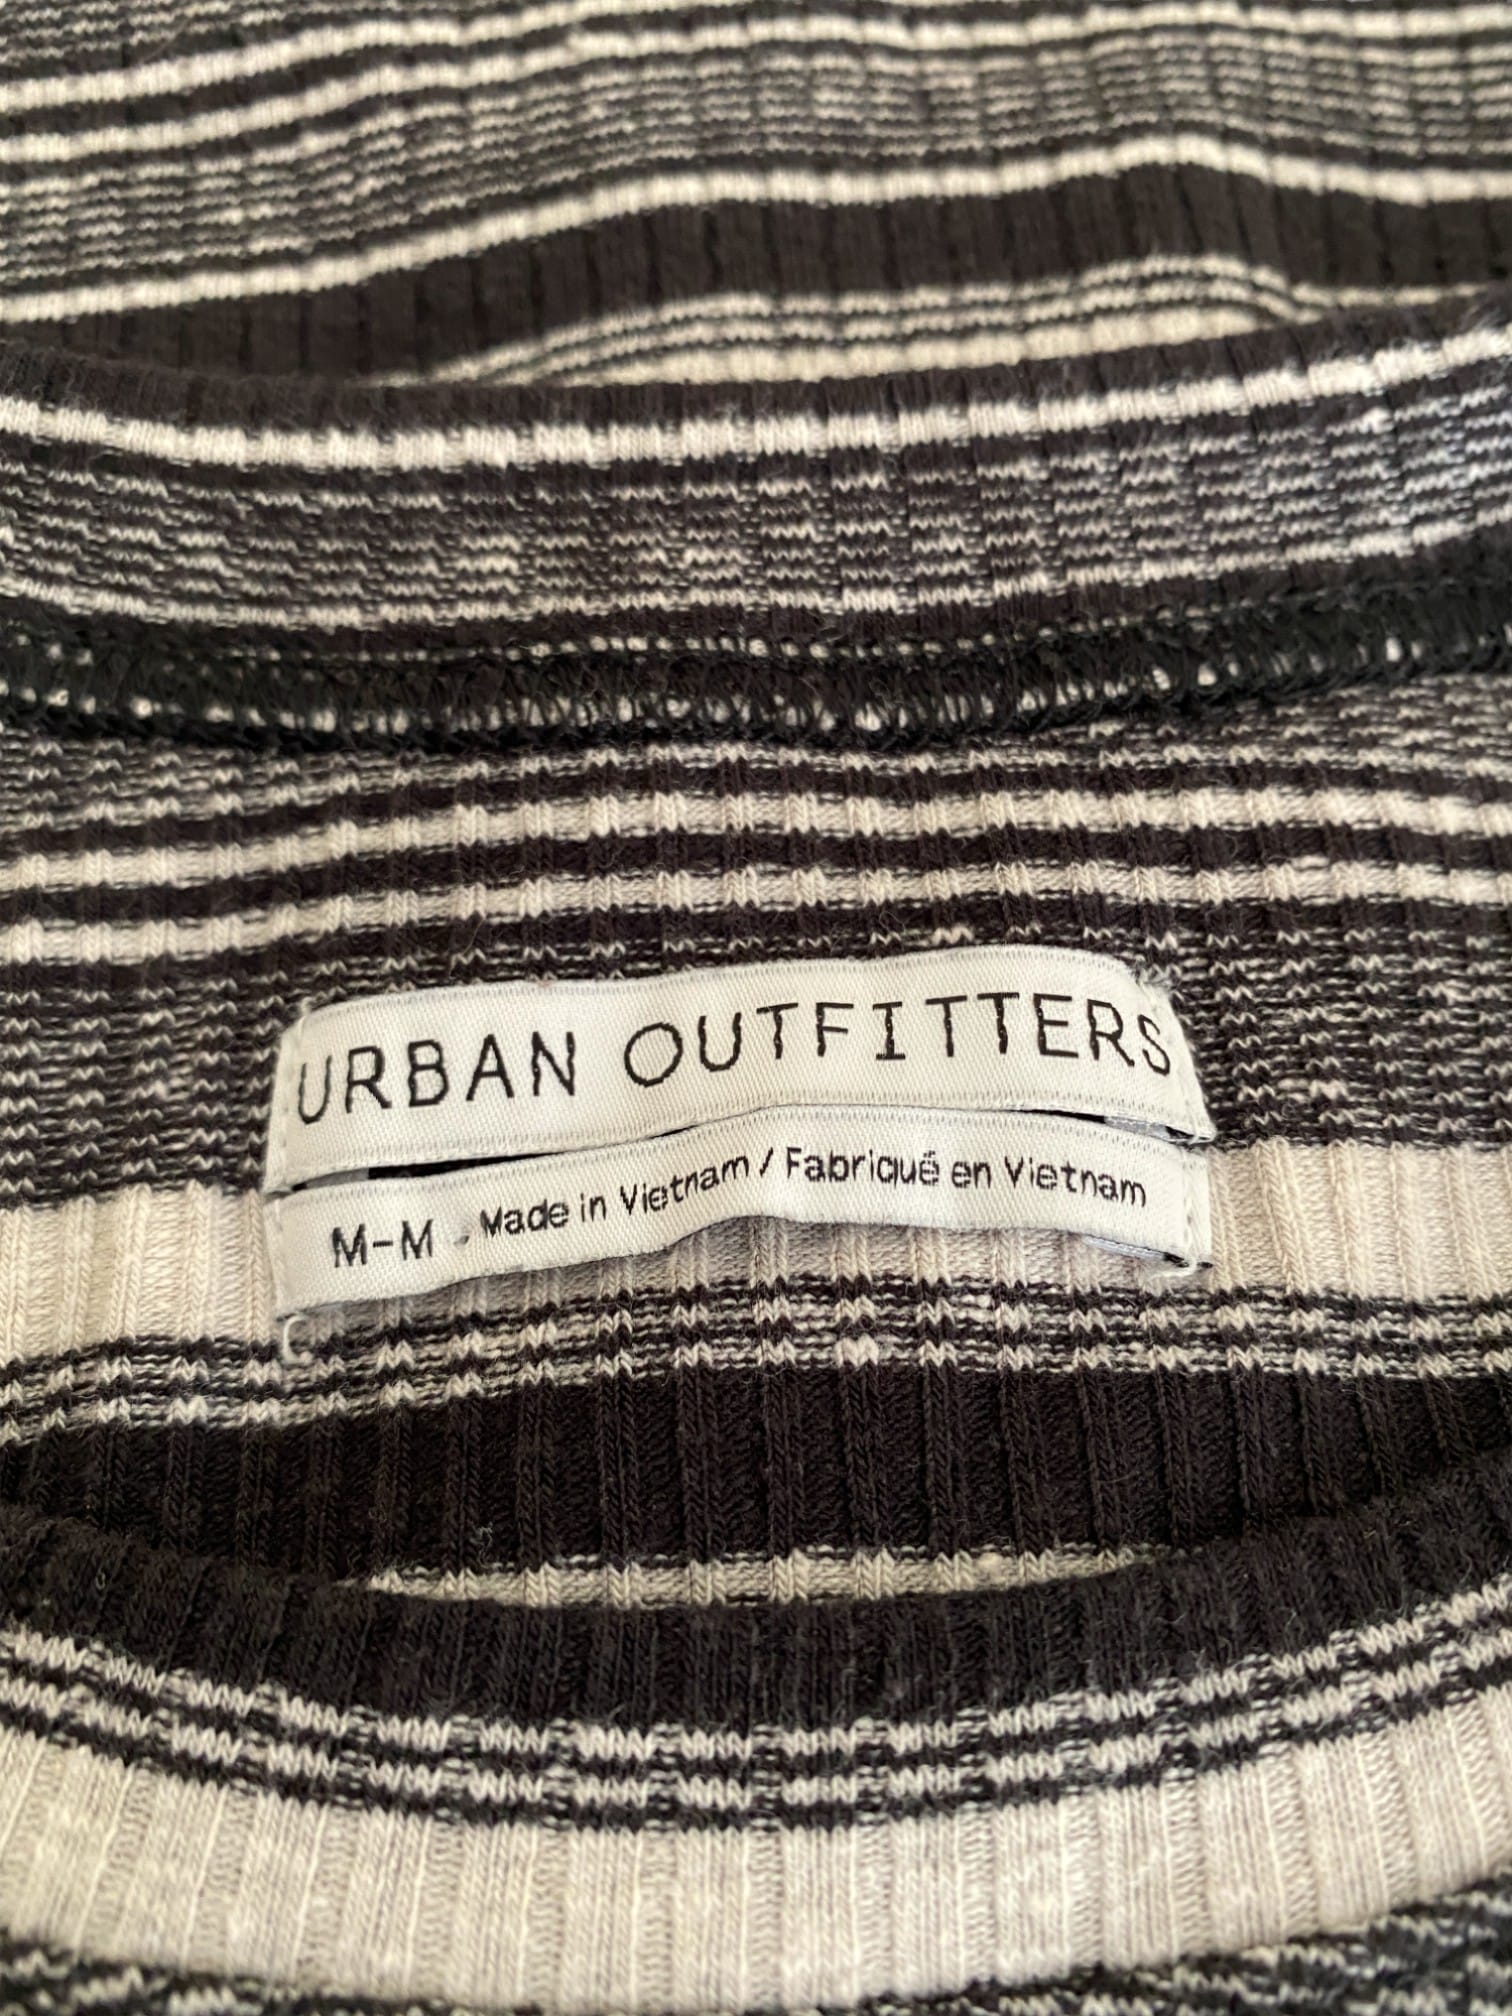 URBAN OUTFITTERS
M-M - Made in Vietnam / Fabriqué en Vietnam